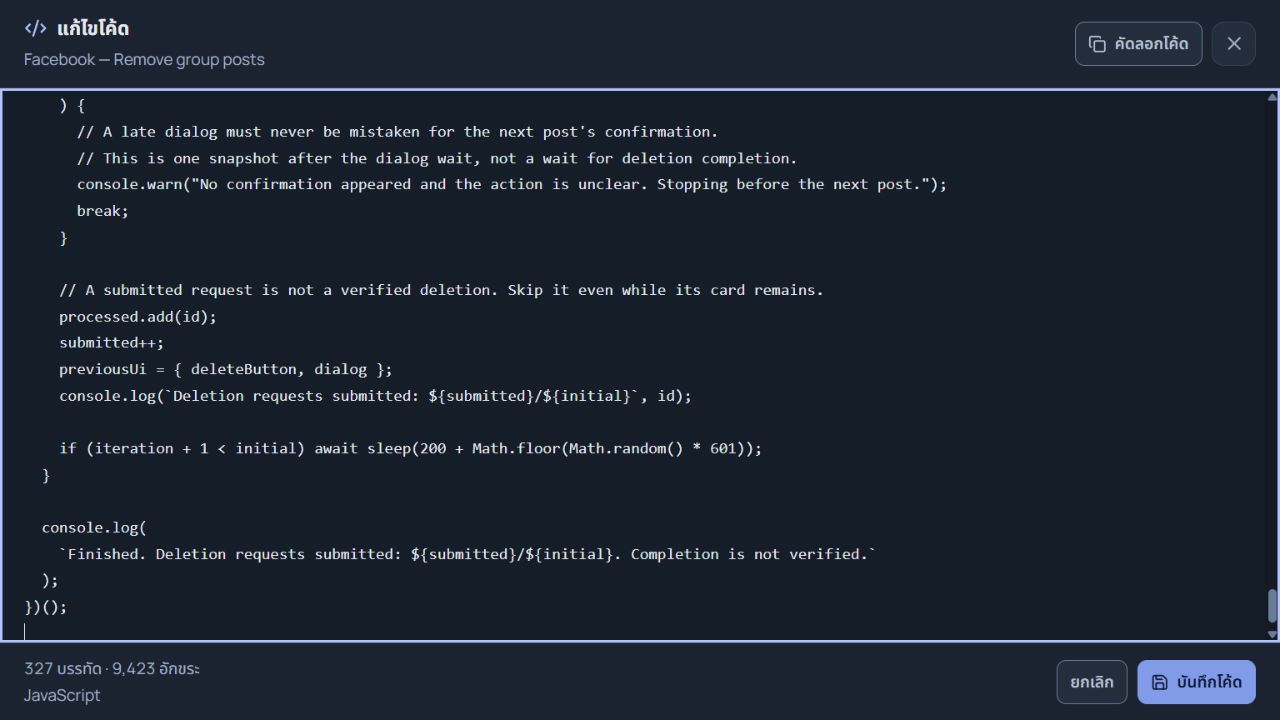 </> แก้ไขโค้ด
Facebook — Remove group posts
คัดลอกโค้ด
) {
// A late dialog must never be mistaken for the next post's confirmation.
// This is one snapshot after the dialog wait, not a wait for deletion completion.
console.warn("No confirmation appeared and the action is unclear. Stopping before the next post.");
break;
}
// A submitted request is not a verified deletion. Skip it even while its card remains.
processed.add(id);
submitted++;
previousUi = { deleteButton, dialog };
console.log(`Deletion requests submitted: ${submitted}/${initial}`, id);
if (iteration + 1 < initial) await sleep(200 + Math.floor(Math.random() * 601));
}
console.log(
`Finished. Deletion requests submitted: ${submitted}/${initial}. Completion is not verified.`
);
})();
327 บรรทัด · 9,423 อักขระ
JavaScript
ยกเลิก
บันทึกโค้ด